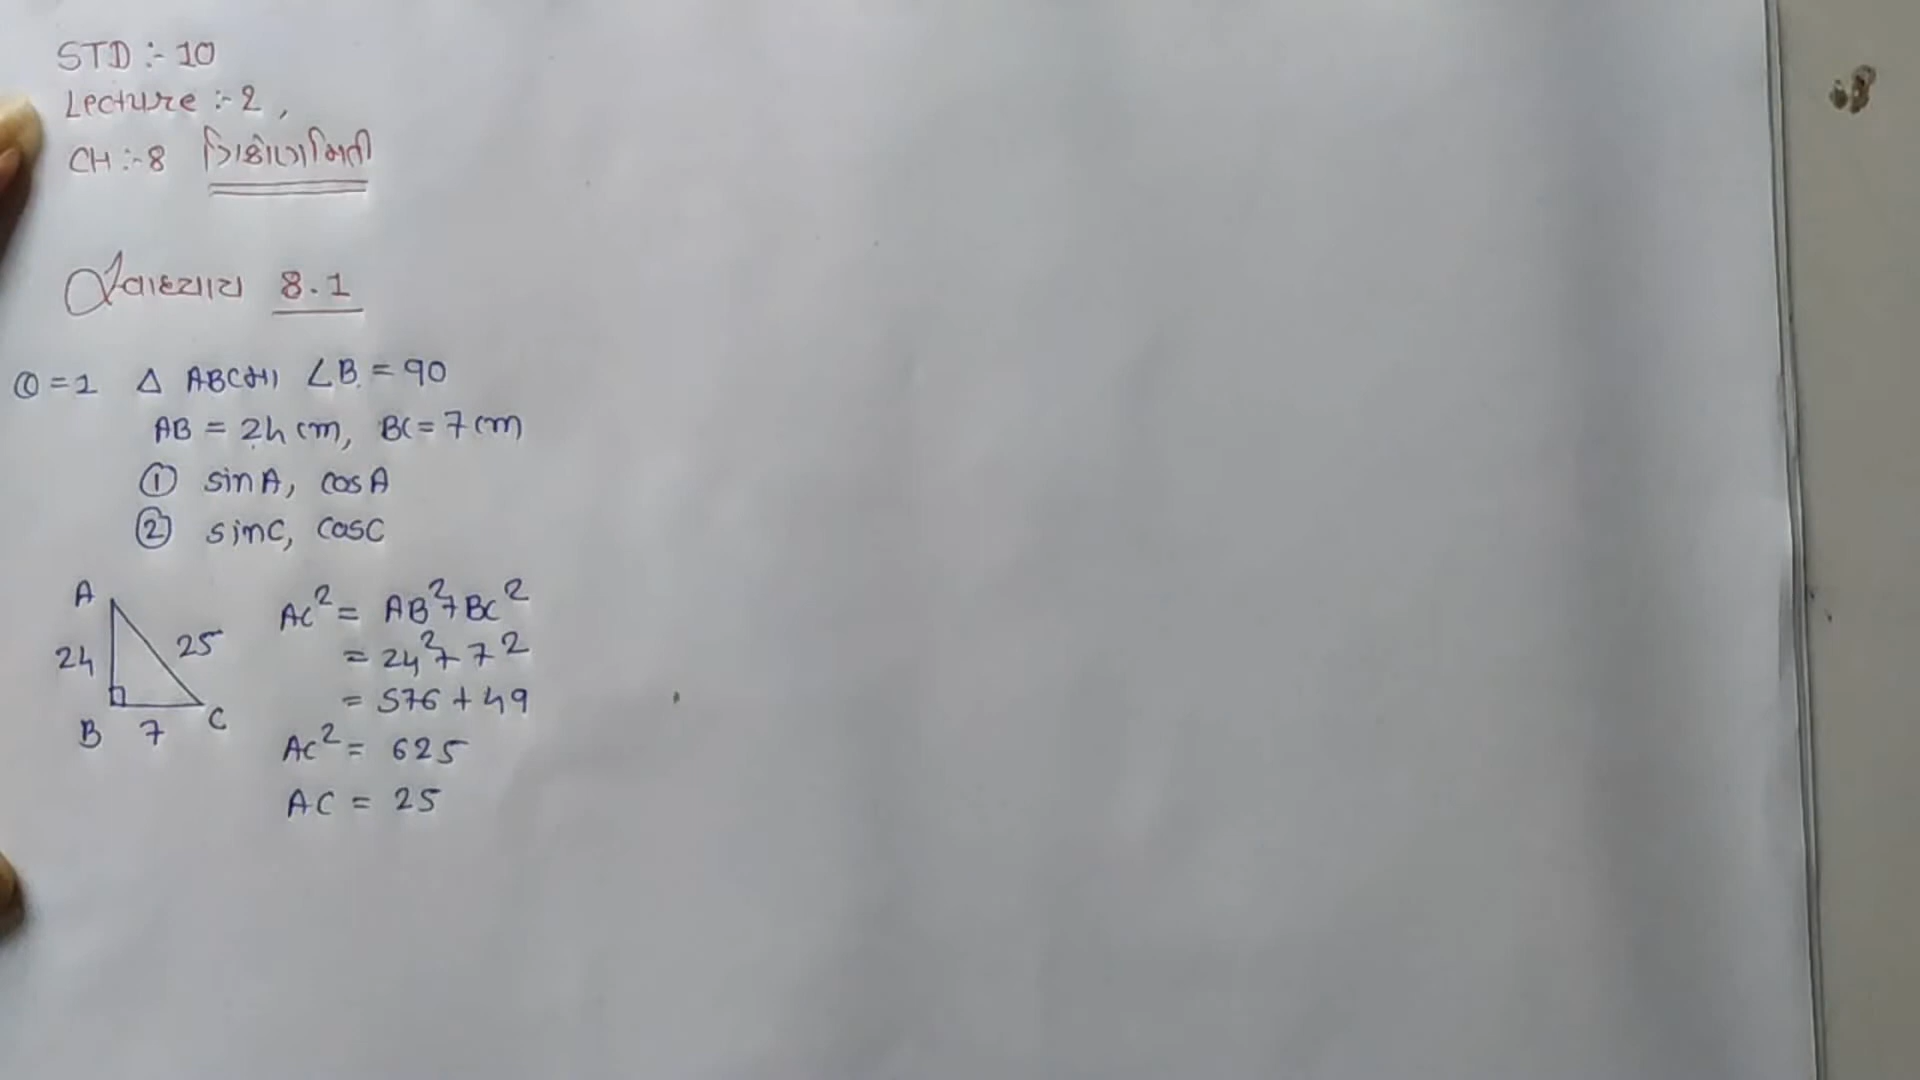 STD :- 10
Lecture :- 2,
CH :- 8 ત્રિકોણમિતી
સ્વાધ્યાય 8.1
Q=1 △ ABCમાં ∠B = 90
AB = 24 cm, BC = 7 cm
① sin A, cos A
② sin C, cos C
A
24
25
B 7 C
AC² = AB² + BC²
= 24² + 7²
= 576 + 49
AC² = 625
AC = 25